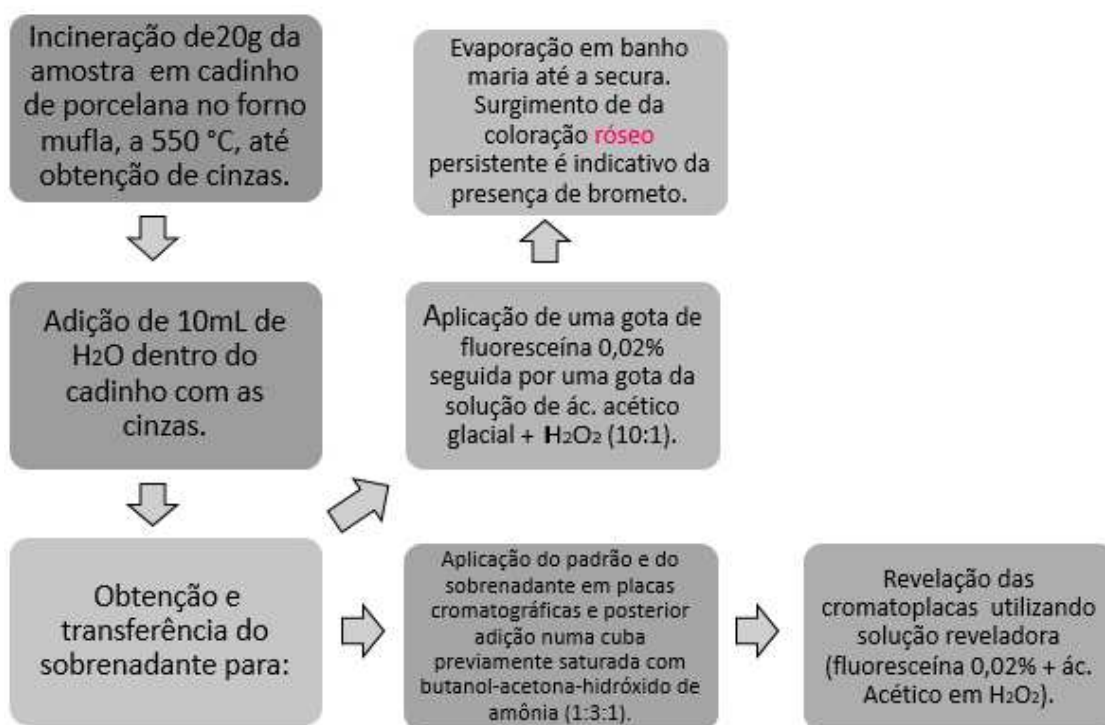 Incineração de20g da
amostra em cadinho
de porcelana no forno
mufla, a 550 °C, até
obtenção de cinzas.
Adição de 10mL de
H2O dentro do
cadinho com as
cinzas.
Obtenção e
transferência do
sobrenadante para:
Aplicação de uma gota de
fluoresceína 0,02%
seguida por uma gota da
solução de ác. acético
glacial + H2O2 (10:1).
Evaporação em banho
maria até a secura.
Surgimento de da
coloração róseo
persistente é indicativo da
presença de brometo.
Aplicação do padrão e do
sobrenadante em placas
cromatográficas e posterior
adição numa cuba
previamente saturada com
butanol-acetona-hidróxido de
amônia (1:3:1).
Revelação das
cromatoplacas utilizando
solução reveladora
(fluoresceína 0,02% + ác.
Acético em H2O2).